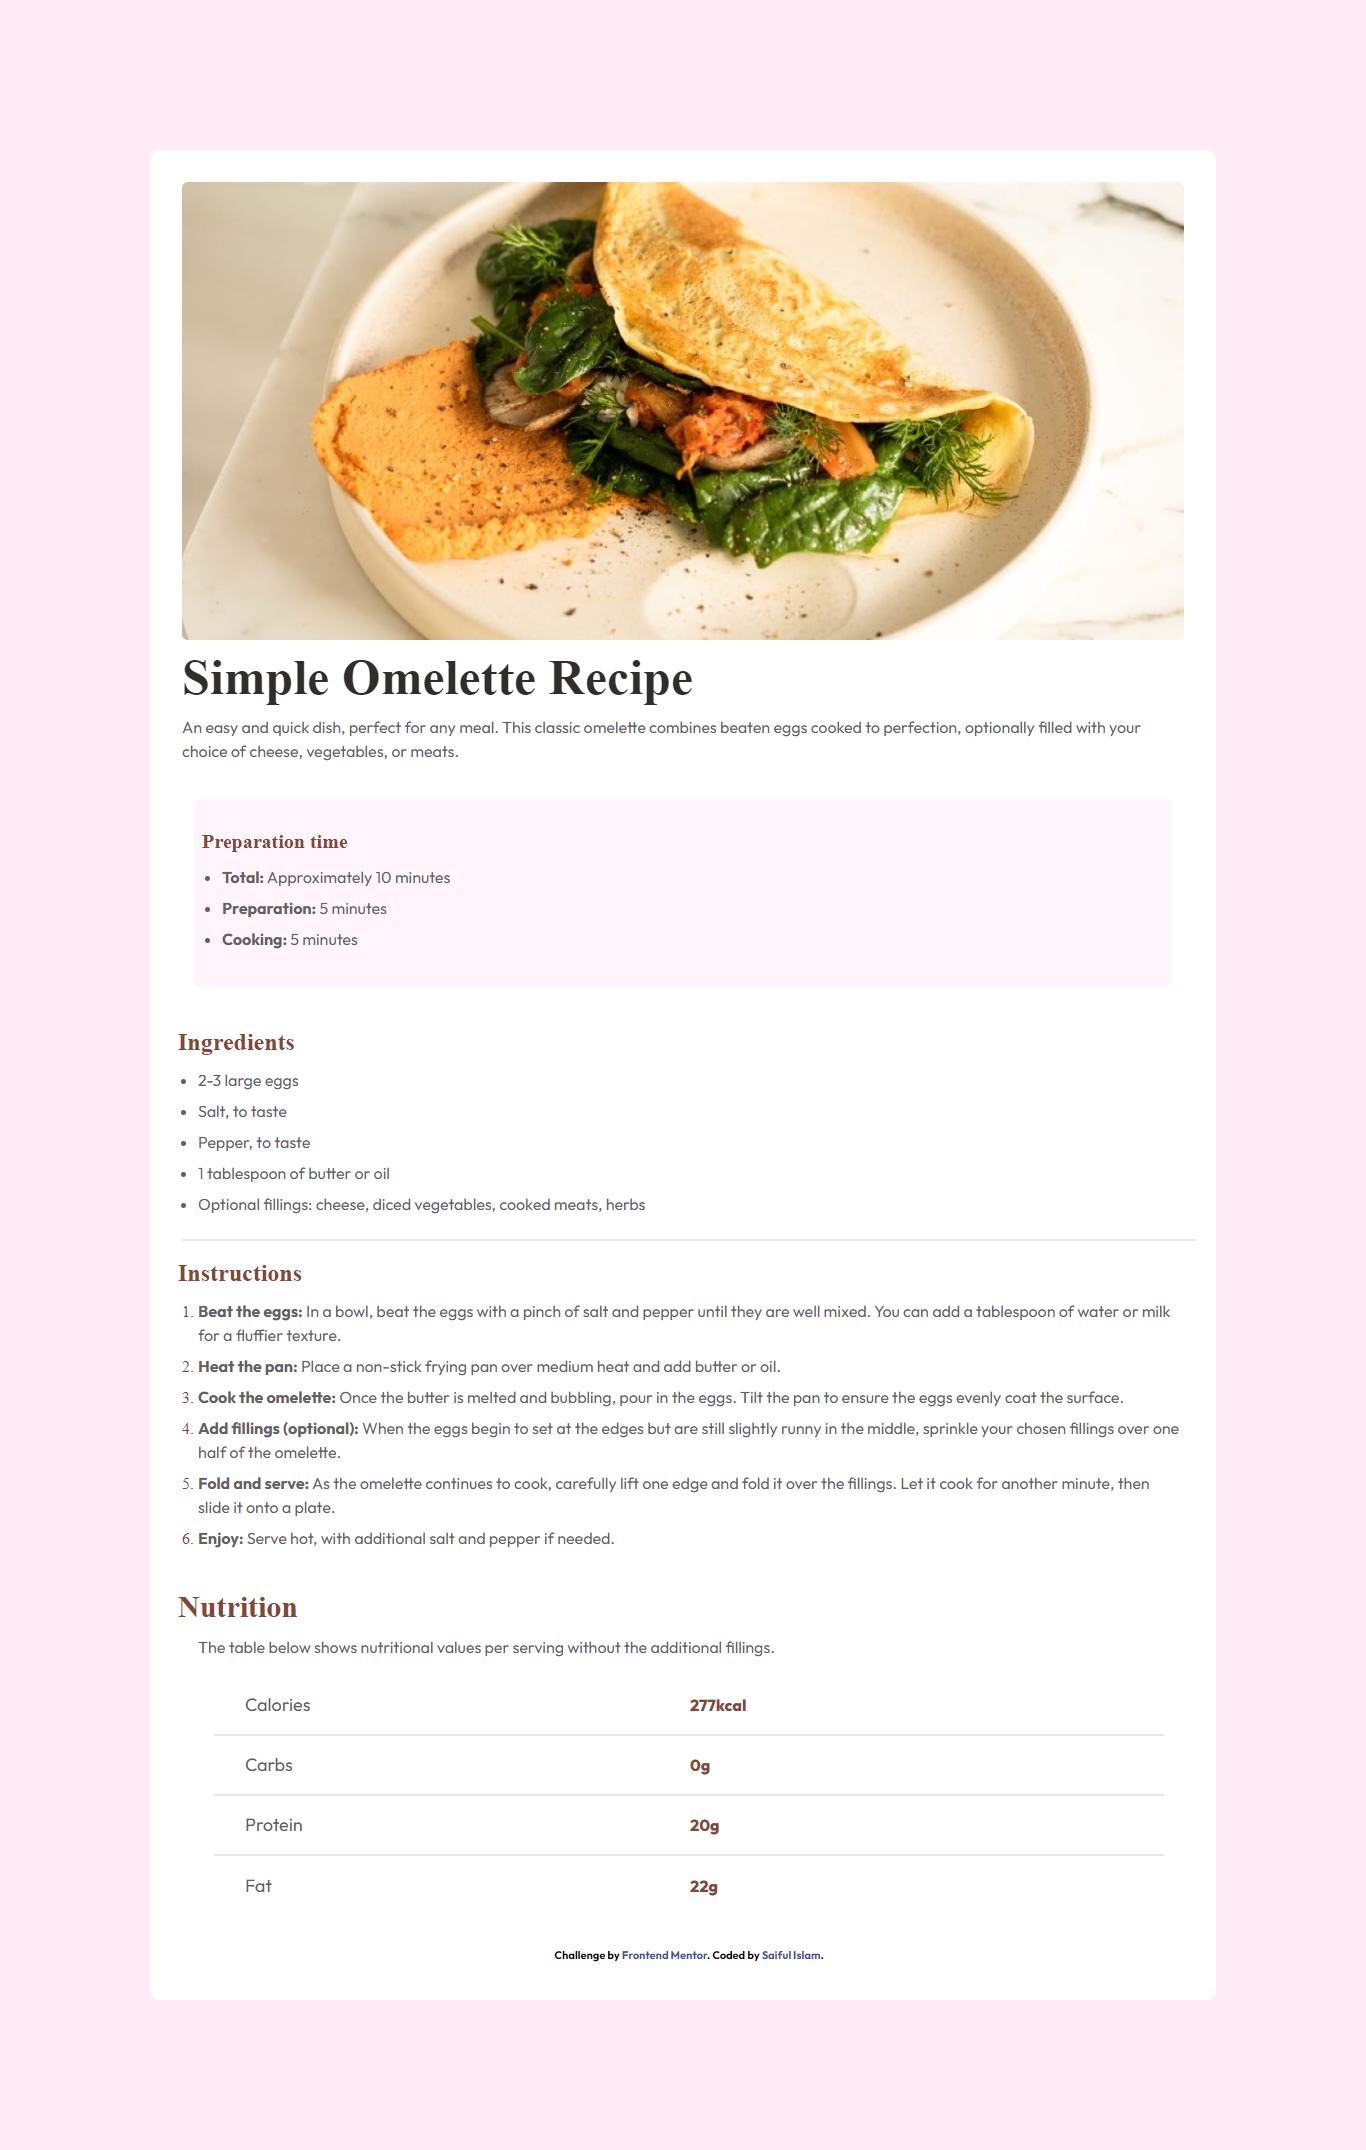 Simple Omelette Recipe
An easy and quick dish, perfect for any meal. This classic omelette combines beaten eggs cooked to perfection, optionally filled with your
choice of cheese, vegetables, or meats.
Preparation time
• Total: Approximately 10 minutes
• Preparation: 5 minutes
• Cooking: 5 minutes
Ingredients
• 2-3 large eggs
• Salt, to taste
• Pepper, to taste
• 1 tablespoon of butter or oil
• Optional fillings: cheese, diced vegetables, cooked meats, herbs
Instructions
1. Beat the eggs: In a bowl, beat the eggs with a pinch of salt and pepper until they are well mixed. You can add a tablespoon of water or milk
for a fluffier texture.
2. Heat the pan: Place a non-stick frying pan over medium heat and add butter or oil.
3. Cook the omelette: Once the butter is melted and bubbling, pour in the eggs. Tilt the pan to ensure the eggs evenly coat the surface.
4. Add fillings (optional): When the eggs begin to set at the edges but are still slightly runny in the middle, sprinkle your chosen fillings over one
half of the omelette.
5. Fold and serve: As the omelette continues to cook, carefully lift one edge and fold it over the fillings. Let it cook for another minute, then
slide it onto a plate.
6. Enjoy: Serve hot, with additional salt and pepper if needed.
Nutrition
The table below shows nutritional values per serving without the additional fillings.
Calories 277kcal
Carbs 0g
Protein 20g
Fat 22g
Challenge by Frontend Mentor. Coded by Saiful Islam.